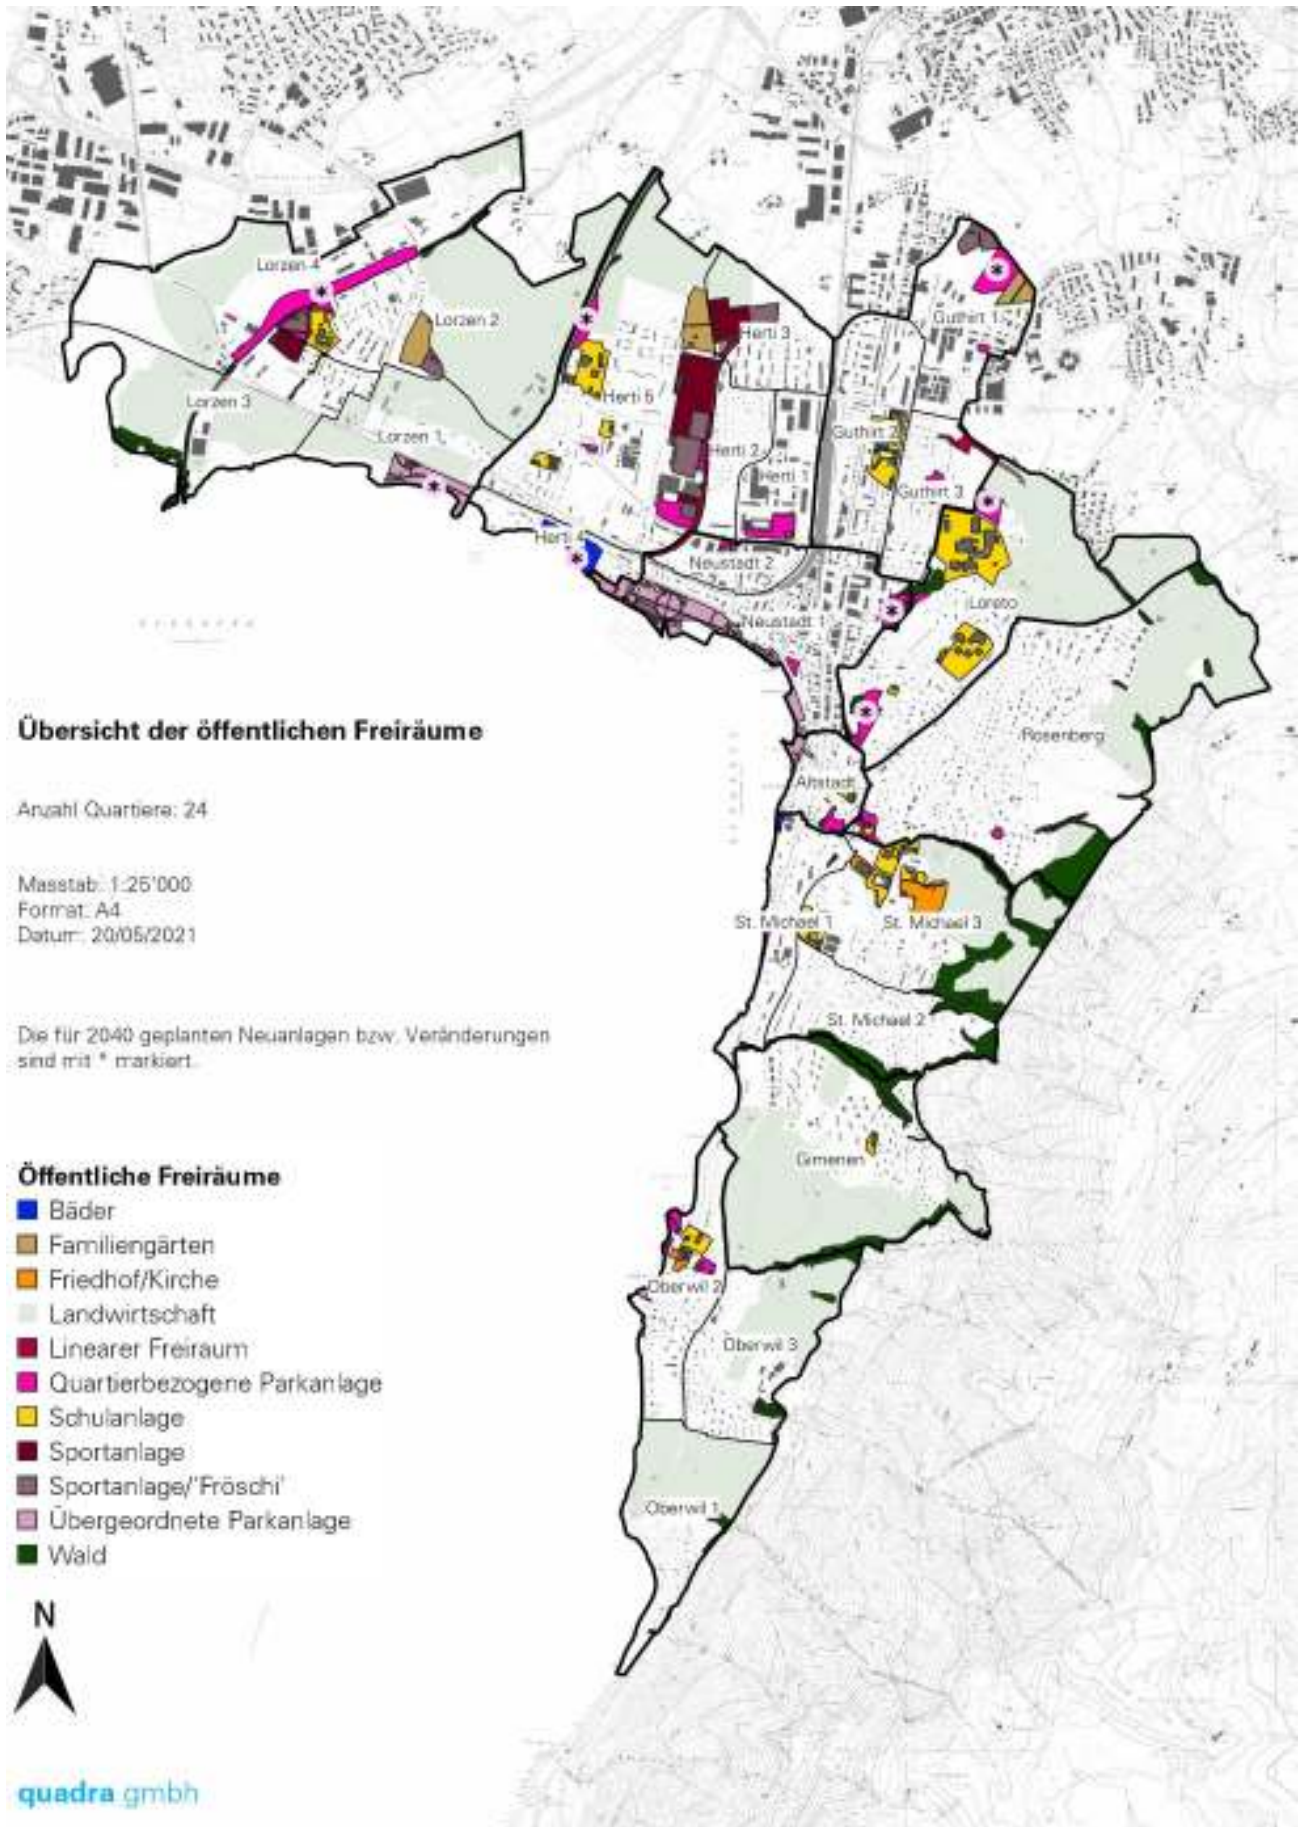 Lorzen 4
Lorzen 2
Lorzen 3
Lorzen 1
Herti 3
Herti 5
Herti 2
Herti 1
Herti 4
Guthirt 1
Guthirt 2
Guthirt 3
Neustadt 2
Neustadt 1
Loreto
Rosenberg
Altstadt
St. Michael 1
St. Michael 3
St. Michael 2
Gimenen
Oberwil 2
Oberwil 3
Oberwil 1
Übersicht der öffentlichen Freiräume
Anzahl Quartiere: 24
Masstab: 1:25'000
Format: A4
Datum: 20/05/2021
Die für 2040 geplanten Neuanlagen bzw. Veränderungen
sind mit * markiert.
Öffentliche Freiräume
Bäder
Familiengärten
Friedhof/Kirche
Landwirtschaft
Linearer Freiraum
Quartierbezogene Parkanlage
Schulanlage
Sportanlage
Sportanlage/'Fröschi'
Übergeordnete Parkanlage
Wald
N
quadra gmbh